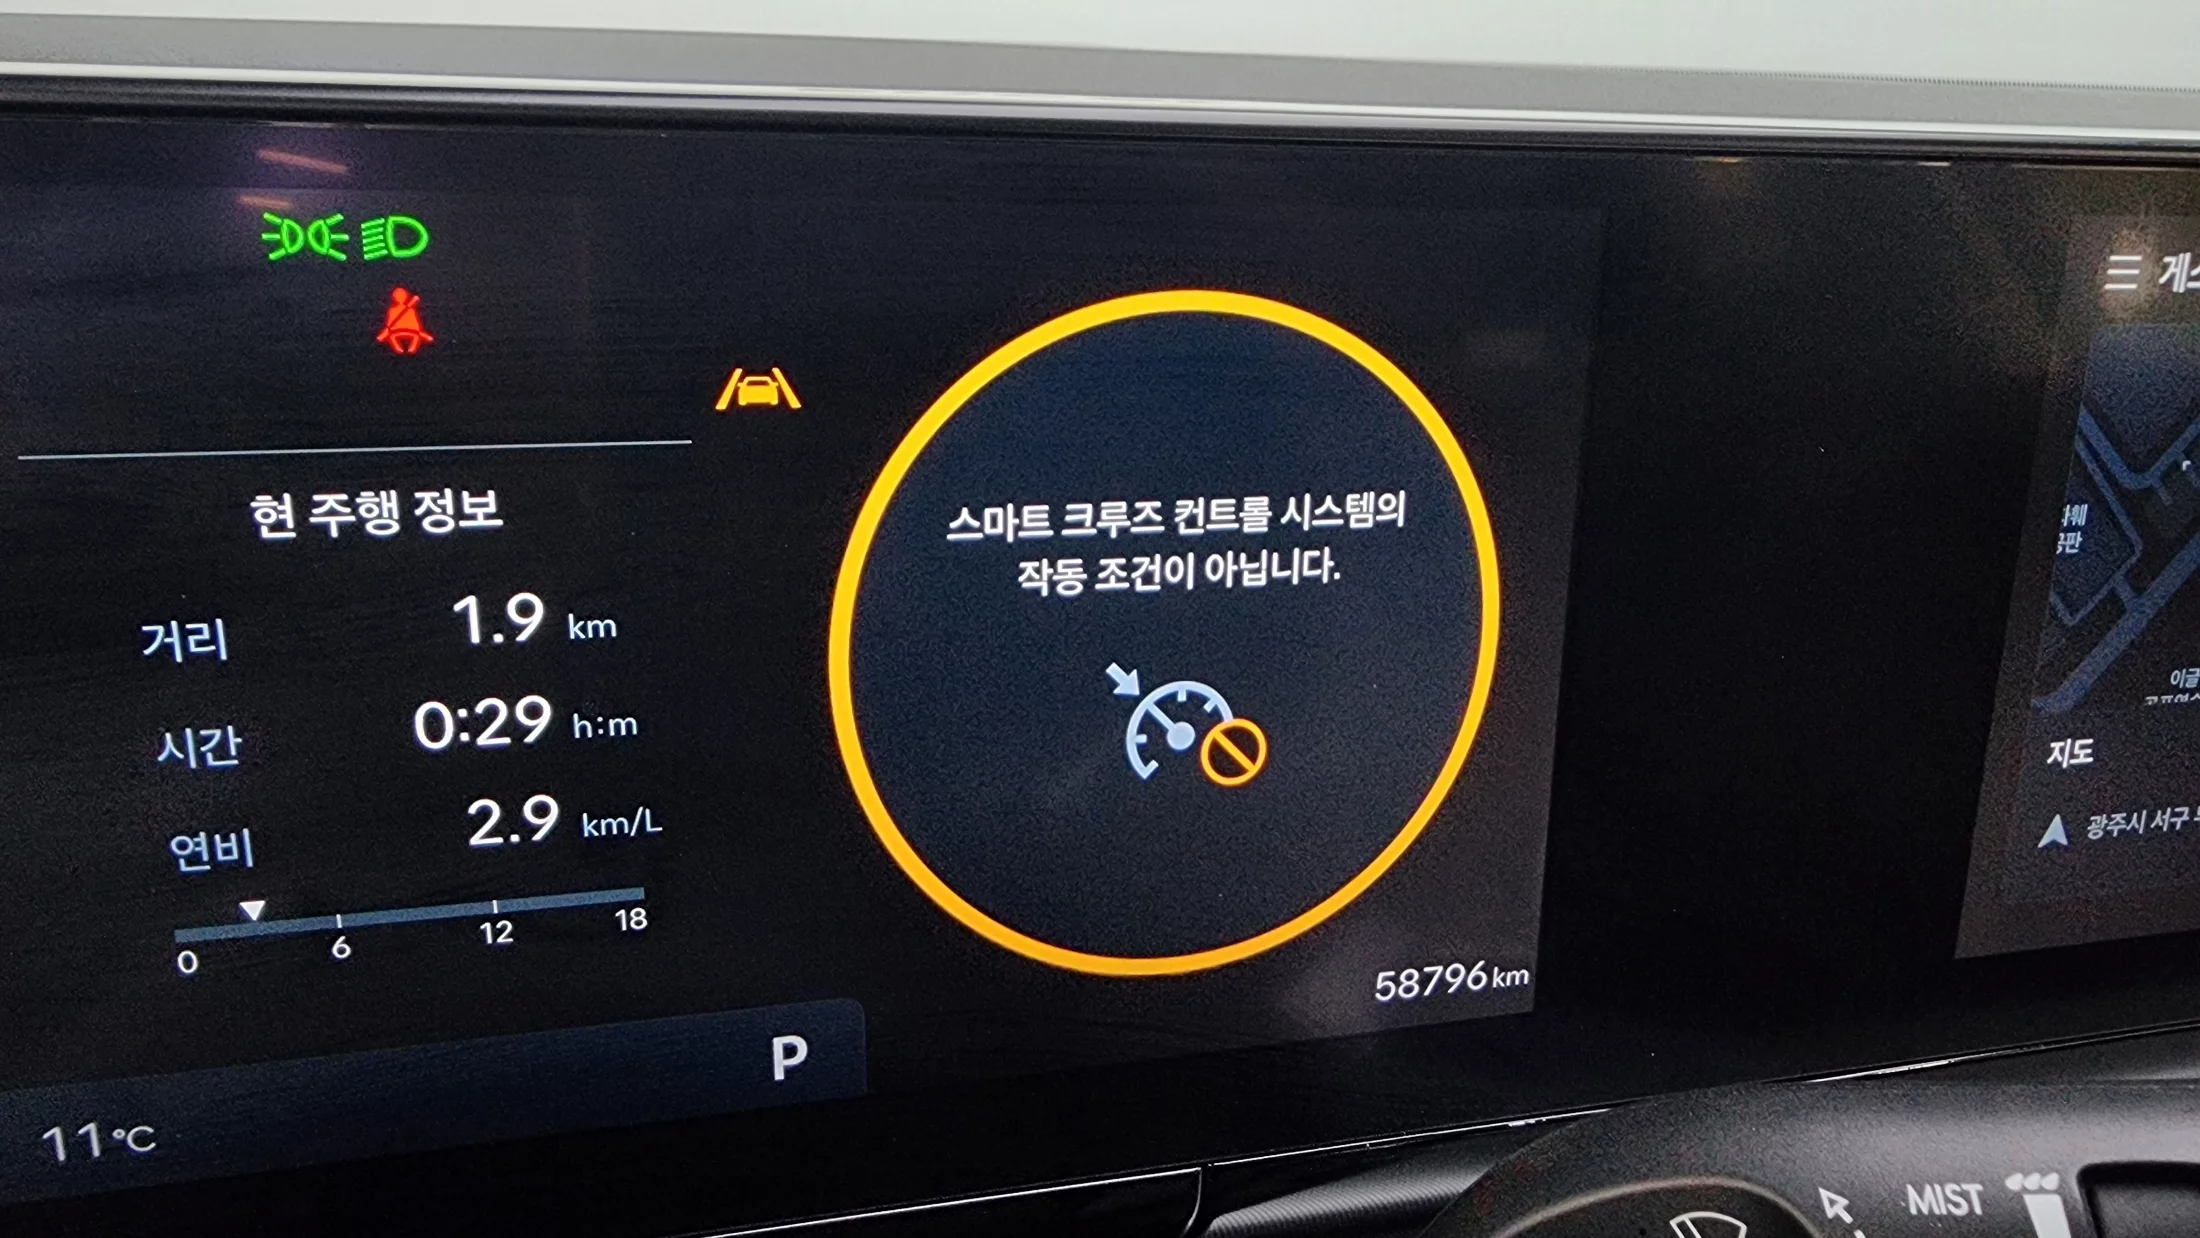 현 주행 정보
거리 1.9 km
시간 0:29 h:m
연비 2.9 km/L
0 6 12 18
P
11°C
스마트 크루즈 컨트롤 시스템의
작동 조건이 아닙니다.
58796 km
지도
광주시 서구
MIST